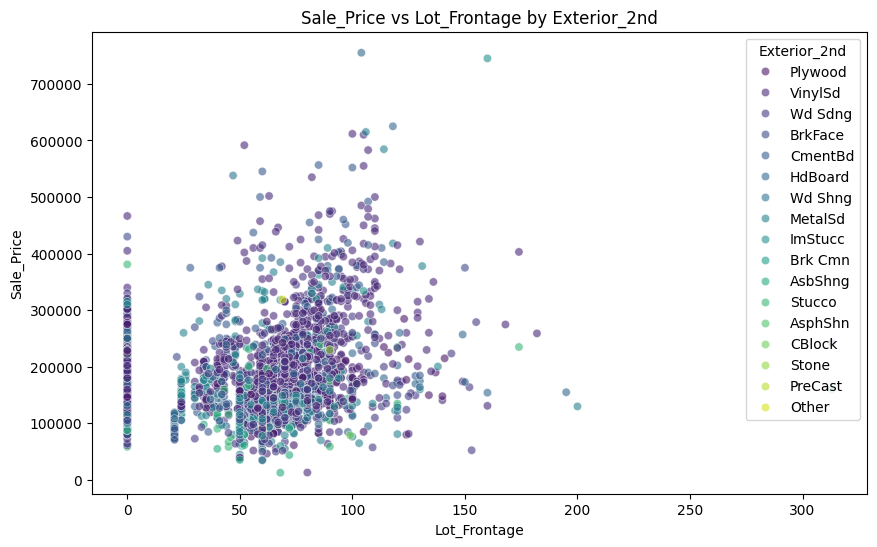 Sale_Price vs Lot_Frontage by Exterior_2nd
Sale_Price
700000
600000
500000
400000
300000
200000
100000
0
0
50
100
150
200
250
300
Lot_Frontage
Exterior_2nd
Plywood
VinylSd
Wd Sdng
BrkFace
CmentBd
HdBoard
Wd Shng
MetalSd
ImStucc
Brk Cmn
AsbShng
Stucco
AsphShn
CBlock
Stone
PreCast
Other